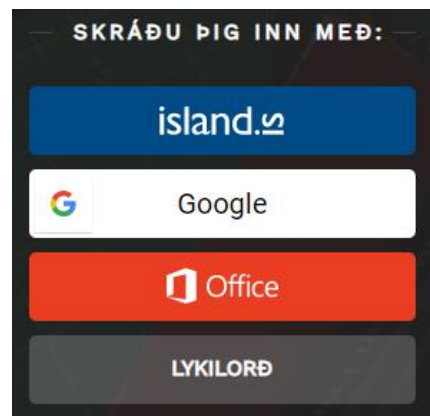 SKRÁÐU ÞIG INN MEÐ:
island.is
Google
Office
LYKILORÐ